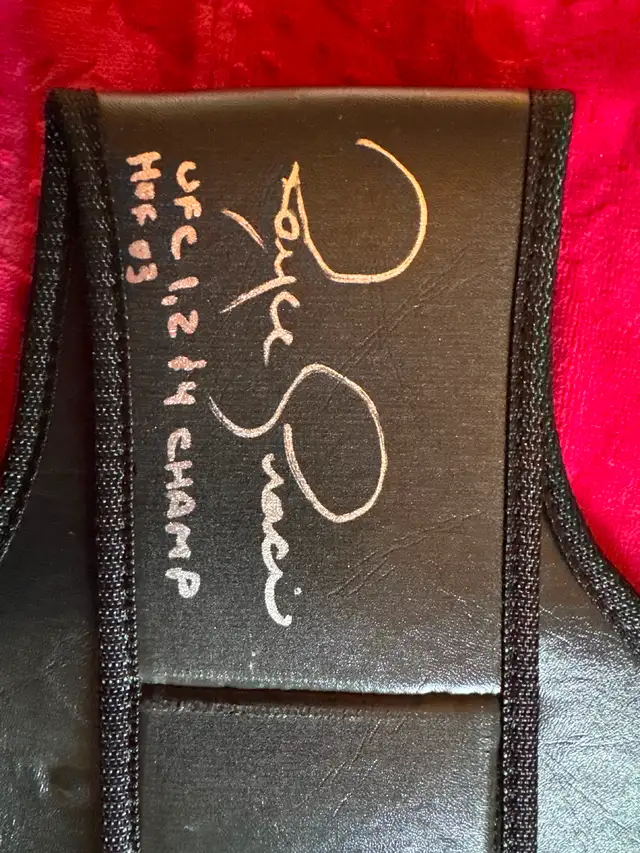 Royce Gracie
UFC 1, 2 & 4 CHAMP
HOF 03